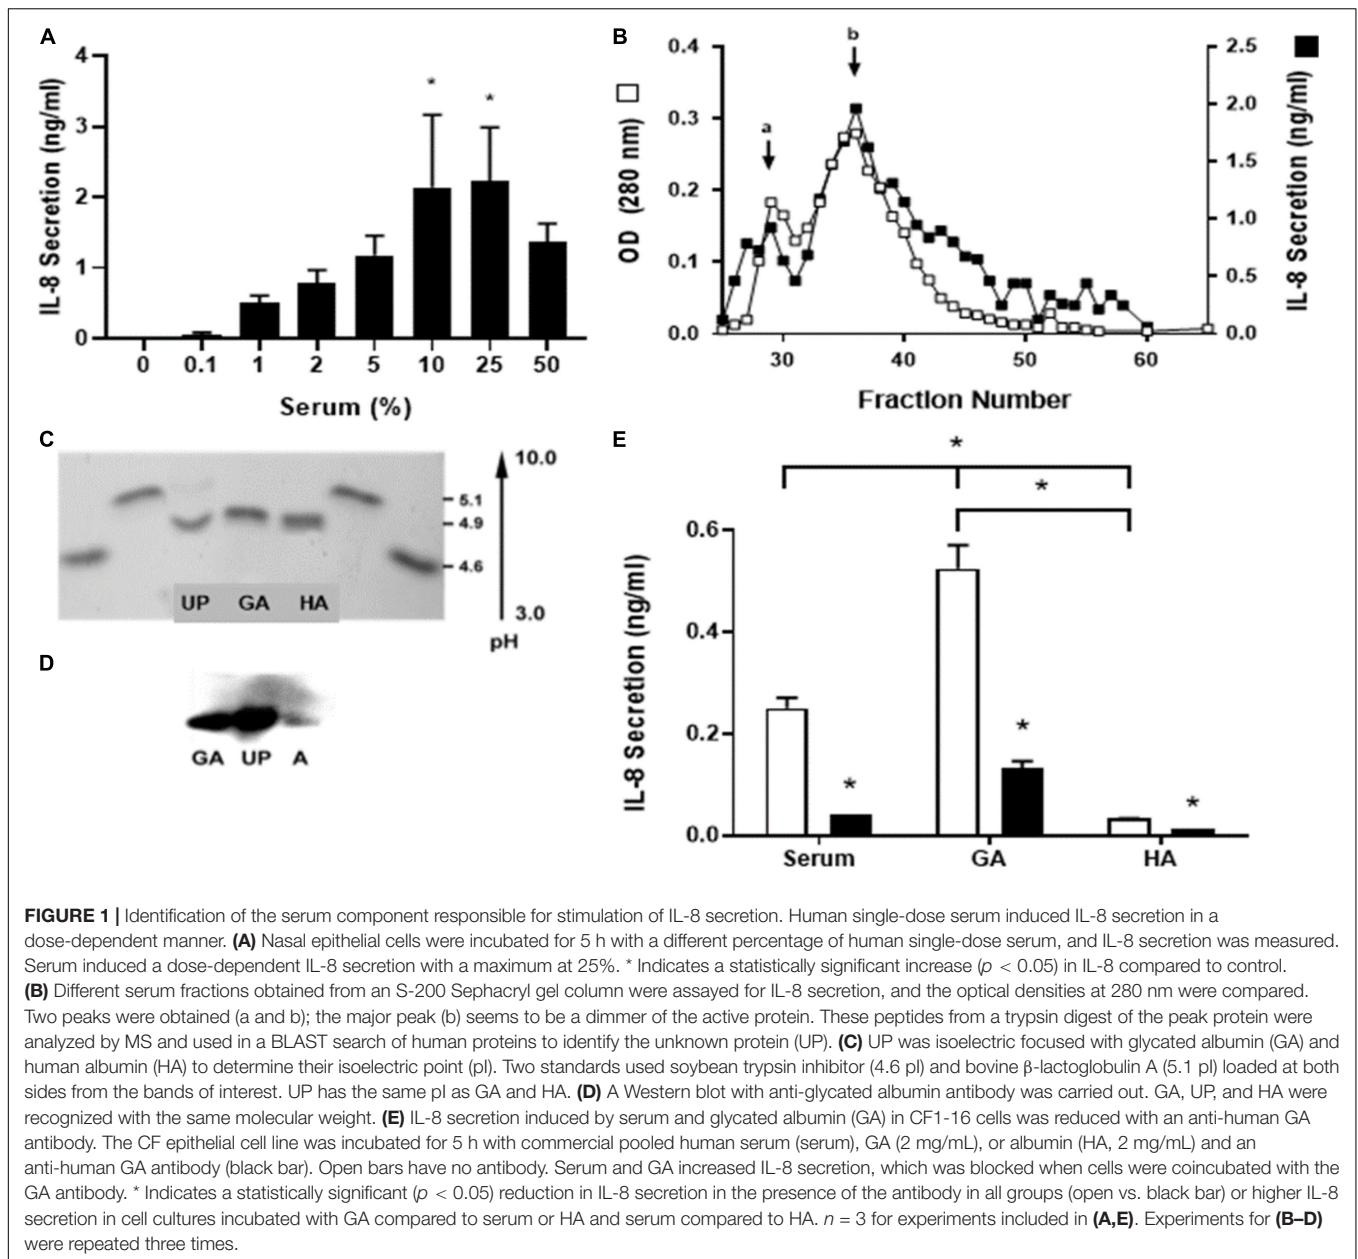 A
4
3
2
1
0
IL-8 Secretion (ng/ml)
*
*
0 0.1 1 2 5 10 25 50
Serum (%)
B
0.4
0.3
0.2
0.1
0.0
OD (280 nm)
a
b
2.5
2.0
1.5
1.0
0.5
0.0
IL-8 Secretion (ng/ml)
30 40 50 60
Fraction Number
C
UP GA HA
5.1
4.9
4.6
10.0
3.0
pH
D
GA UP A
E
*
*
0.6
0.4
0.2
0.0
IL-8 Secretion (ng/ml)
*
*
*
Serum GA HA
FIGURE 1 | Identification of the serum component responsible for stimulation of IL-8 secretion. Human single-dose serum induced IL-8 secretion in a
dose-dependent manner. (A) Nasal epithelial cells were incubated for 5 h with a different percentage of human single-dose serum, and IL-8 secretion was measured.
Serum induced a dose-dependent IL-8 secretion with a maximum at 25%. * Indicates a statistically significant increase (p < 0.05) in IL-8 compared to control.
(B) Different serum fractions obtained from an S-200 Sephacryl gel column were assayed for IL-8 secretion, and the optical densities at 280 nm were compared.
Two peaks were obtained (a and b); the major peak (b) seems to be a dimmer of the active protein. These peptides from a trypsin digest of the peak protein were
analyzed by MS and used in a BLAST search of human proteins to identify the unknown protein (UP). (C) UP was isoelectric focused with glycated albumin (GA) and
human albumin (HA) to determine their isoelectric point (pI). Two standards used soybean trypsin inhibitor (4.6 pI) and bovine β-lactoglobulin A (5.1 pI) loaded at both
sides from the bands of interest. UP has the same pI as GA and HA. (D) A Western blot with anti-glycated albumin antibody was carried out. GA, UP, and HA were
recognized with the same molecular weight. (E) IL-8 secretion induced by serum and glycated albumin (GA) in CF1-16 cells was reduced with an anti-human GA
antibody. The CF epithelial cell line was incubated for 5 h with commercial pooled human serum (serum), GA (2 mg/mL), or albumin (HA, 2 mg/mL) and an
anti-human GA antibody (black bar). Open bars have no antibody. Serum and GA increased IL-8 secretion, which was blocked when cells were coincubated with the
GA antibody. * Indicates a statistically significant (p < 0.05) reduction in IL-8 secretion in the presence of the antibody in all groups (open vs. black bar) or higher IL-8
secretion in cell cultures incubated with GA compared to serum or HA and serum compared to HA. n = 3 for experiments included in (A,E). Experiments for (B–D)
were repeated three times.